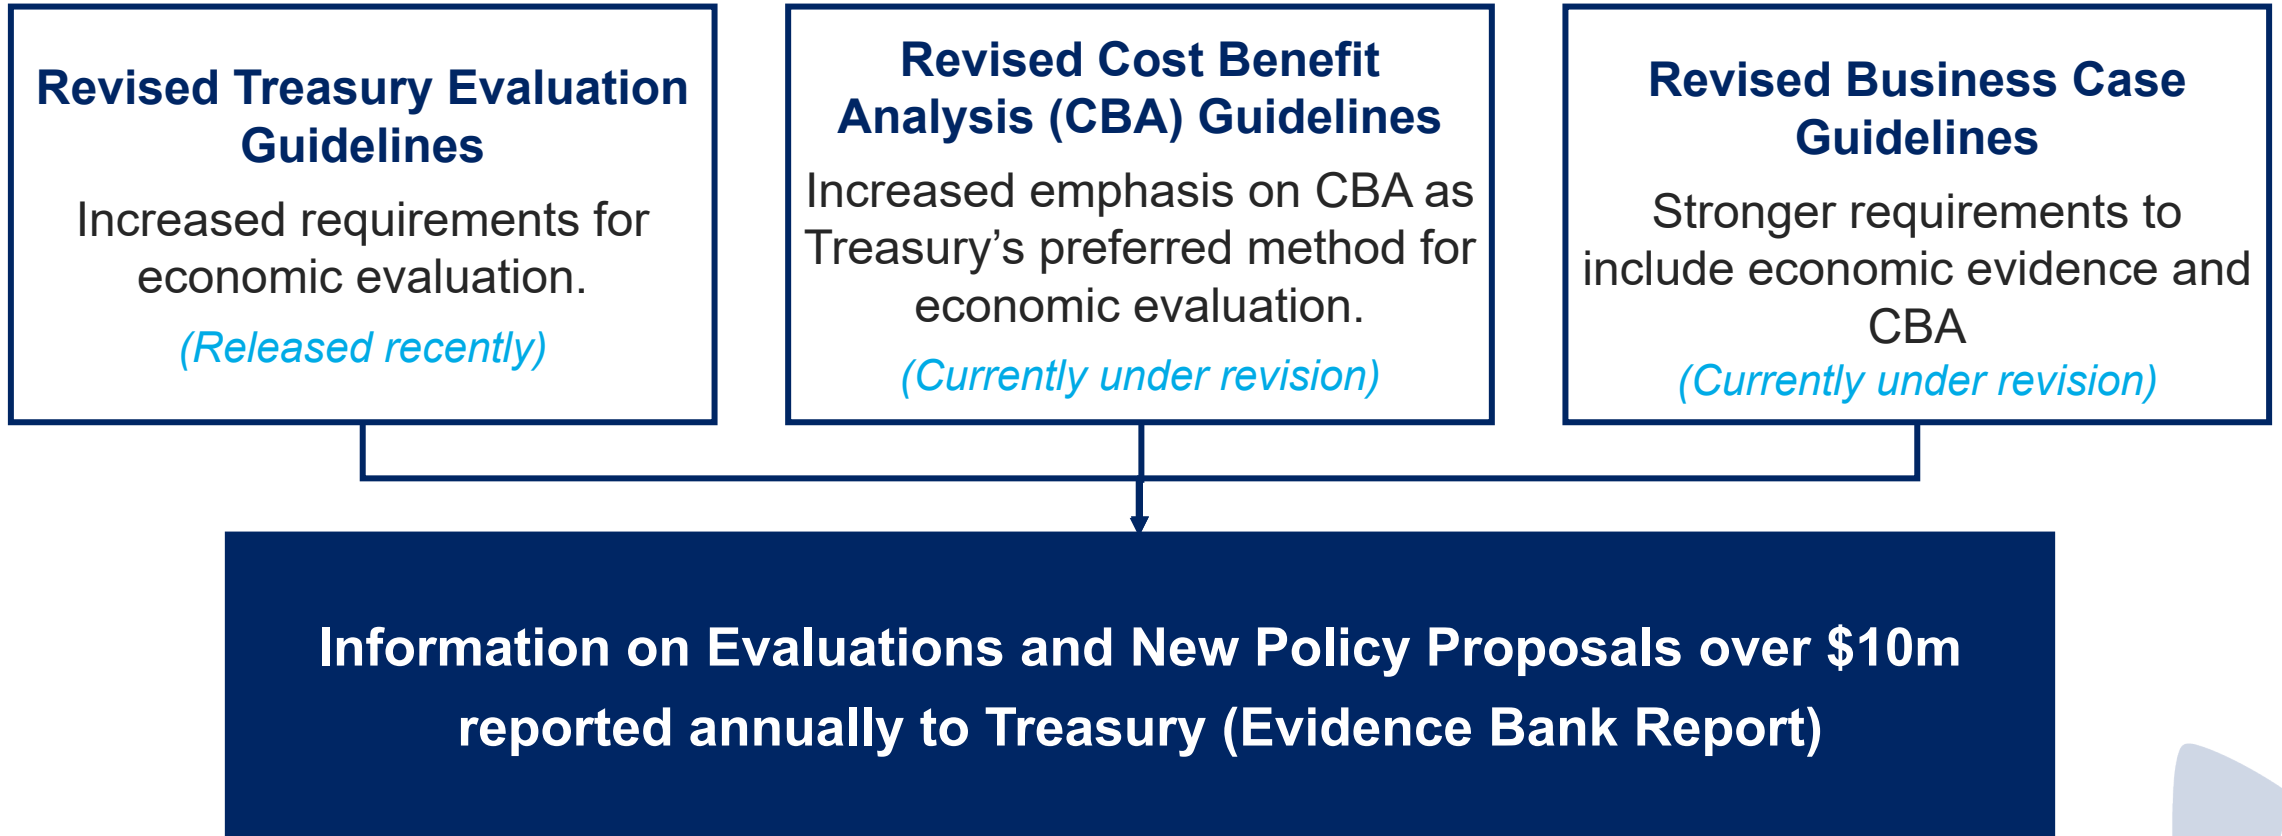 Revised Treasury Evaluation
Guidelines
Increased requirements for
economic evaluation.
(Released recently)
Revised Cost Benefit
Analysis (CBA) Guidelines
Increased emphasis on CBA as
Treasury’s preferred method for
economic evaluation.
(Currently under revision)
Revised Business Case
Guidelines
Stronger requirements to
include economic evidence and
CBA
(Currently under revision)
Information on Evaluations and New Policy Proposals over $10m
reported annually to Treasury (Evidence Bank Report)